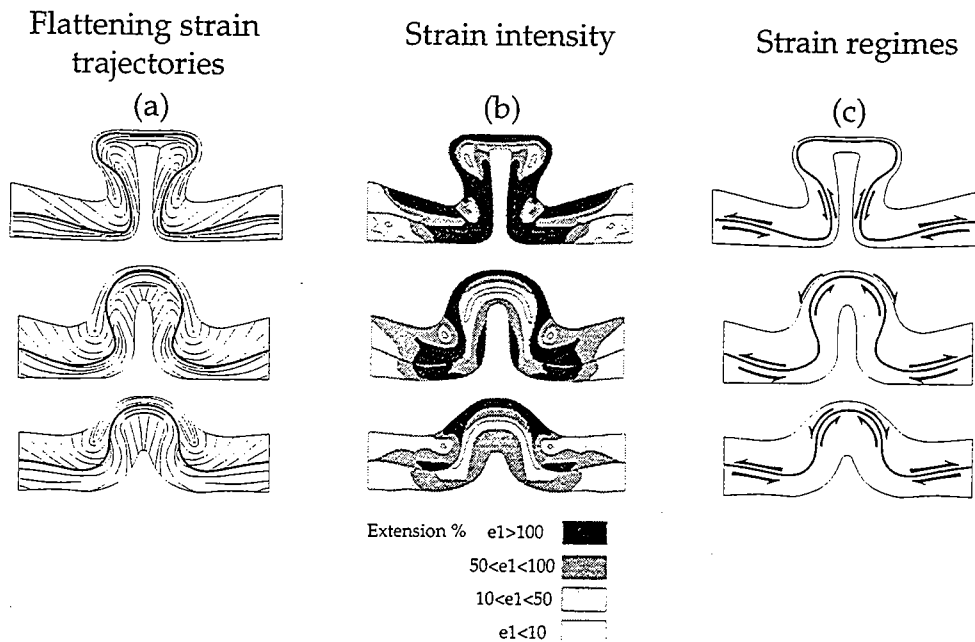 Flattening strain
trajectories
Strain intensity
Strain regimes
(a)
(b)
(c)
Extension % e1>100
50<e1<100
10<e1<50
e1<10